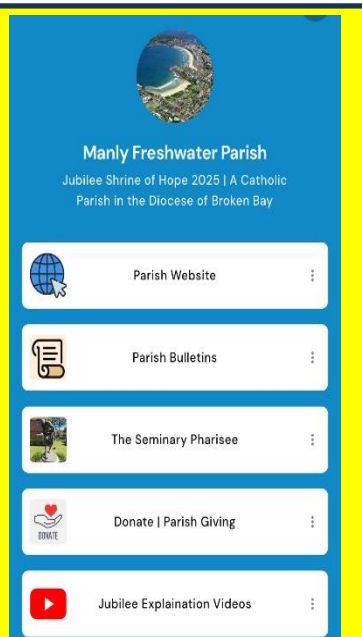 Manly Freshwater Parish
Jubilee Shrine of Hope 2025 | A Catholic
Parish in the Diocese of Broken Bay
Parish Website
Parish Bulletins
The Seminary Pharisee
DONATE
Donate | Parish Giving
Jubilee Explaination Videos